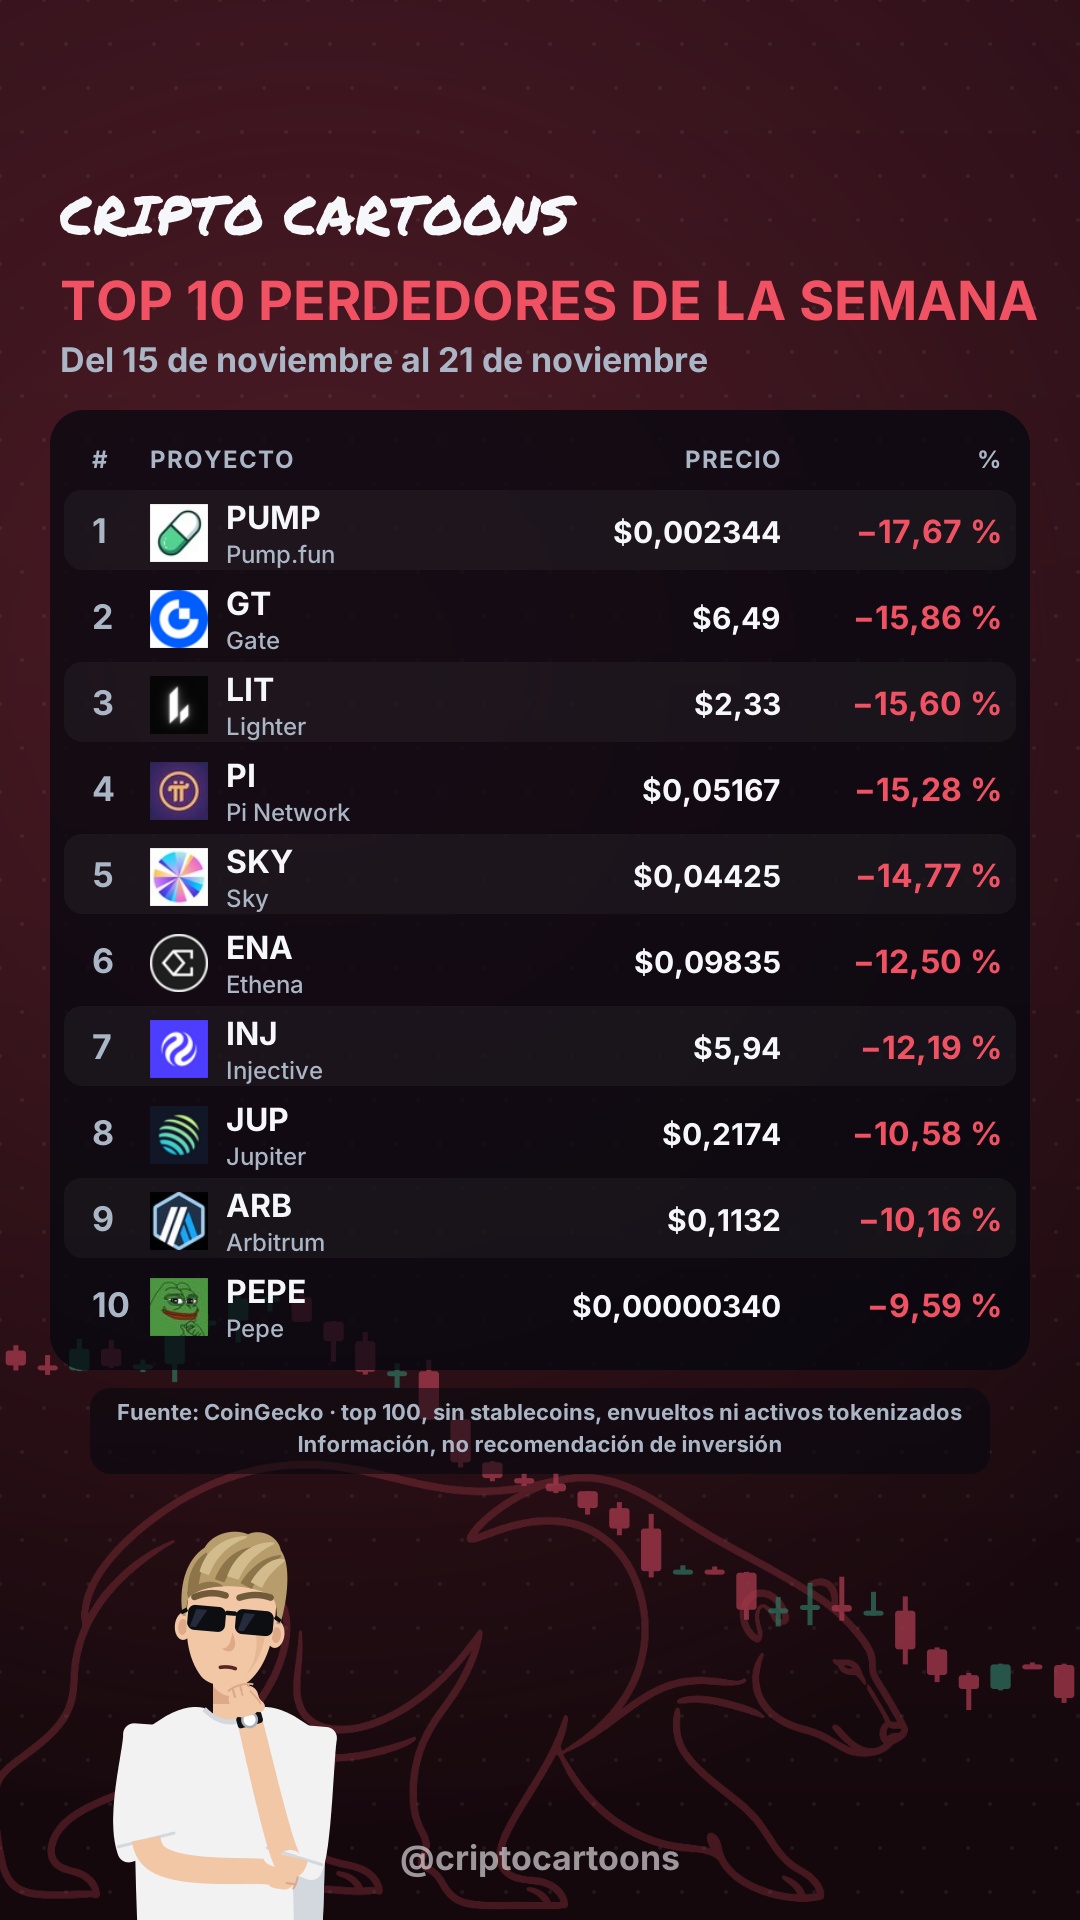 CRIPTO CARTOONS
TOP 10 PERDEDORES DE LA SEMANA
Del 15 de noviembre al 21 de noviembre
# PROYECTO PRECIO %
1 PUMP $0,002344 −17,67 %
Pump.fun
2 GT $6,49 −15,86 %
Gate
3 LIT $2,33 −15,60 %
Lighter
4 PI $0,05167 −15,28 %
Pi Network
5 SKY $0,04425 −14,77 %
Sky
6 ENA $0,09835 −12,50 %
Ethena
7 INJ $5,94 −12,19 %
Injective
8 JUP $0,2174 −10,58 %
Jupiter
9 ARB $0,1132 −10,16 %
Arbitrum
10 PEPE $0,00000340 −9,59 %
Pepe
Fuente: CoinGecko · top 100, sin stablecoins, envueltos ni activos tokenizados
Información, no recomendación de inversión
@criptocartoons